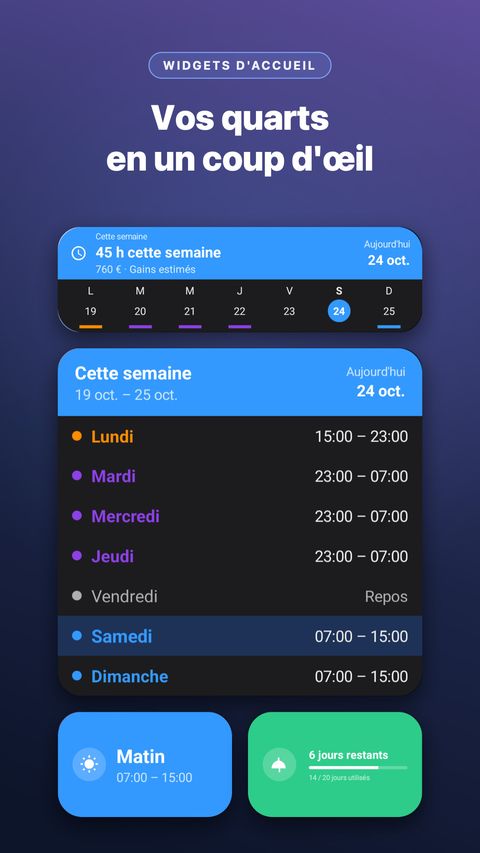 WIDGETS D'ACCUEIL
Vos quarts
en un coup d'œil
Cette semaine
45 h cette semaine
760 € · Gains estimés
Aujourd'hui
24 oct.
L M M J V S D
19 20 21 22 23 24 25
Cette semaine
19 oct. – 25 oct.
Aujourd'hui
24 oct.
Lundi 15:00 – 23:00
Mardi 23:00 – 07:00
Mercredi 23:00 – 07:00
Jeudi 23:00 – 07:00
Vendredi Repos
Samedi 07:00 – 15:00
Dimanche 07:00 – 15:00
Matin
07:00 – 15:00
6 jours restants
14 / 20 jours utilisés